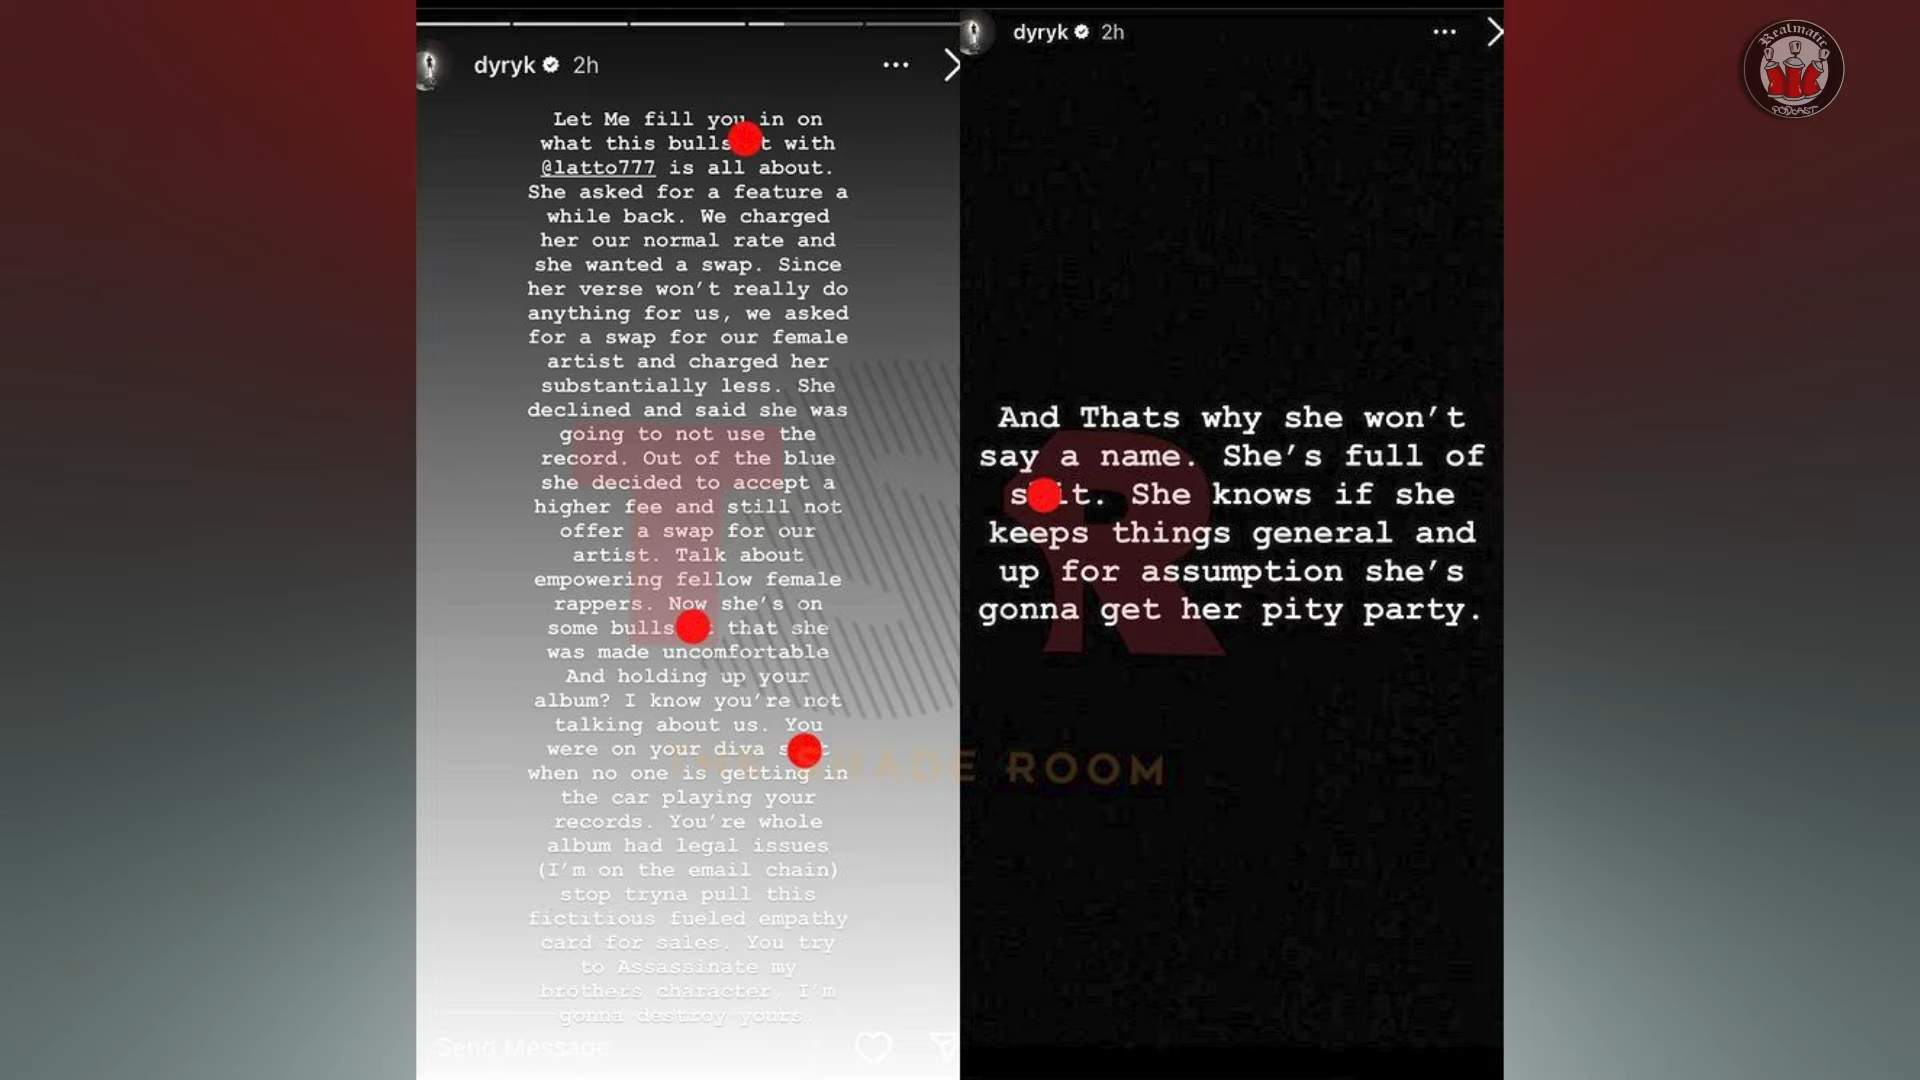 dyryk 2h
Let Me fill you in on
what this bulls t with
@latto777 is all about.
She asked for a feature a
while back. We charged
her our normal rate and
she wanted a swap. Since
her verse won't really do
anything for us, we asked
for a swap for our female
artist and charged her
substantially less. She
declined and said she was
going to not use the
record. Out of the blue
she decided to accept a
higher fee and still not
offer a swap for our
artist. Talk about
empowering fellow female
rappers. Now she's on
some bulls t that she
was made uncomfortable
And holding up your
album? I know you're not
talking about us. You
were on your diva s t
when no one is getting in
the car playing your
records. You're whole
album had legal issues
(I'm on the email chain)
stop tryna pull this
fictitious fueled empathy
card for sales. You try
to Assassinate my
brothers character. I'm
gonna destroy yours.
Send Message
dyryk 2h
And Thats why she won't
say a name. She's full of
s it. She knows if she
keeps things general and
up for assumption she's
gonna get her pity party.
TSR
THE SHADE ROOM
Realmatic
PODCAST